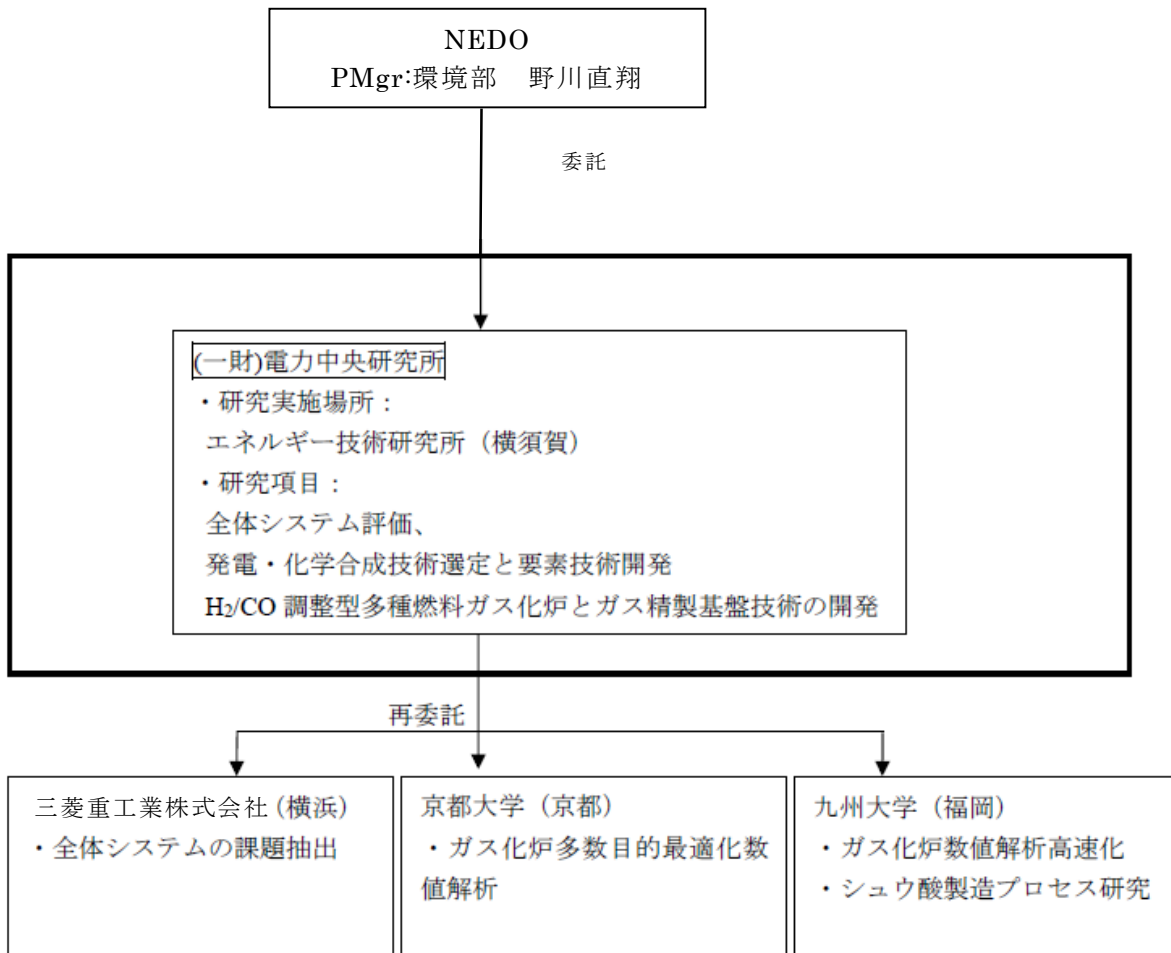 NEDO
PMgr:環境部 野川直翔
委託
(一財)電力中央研究所
・研究実施場所：
エネルギー技術研究所（横須賀）
・研究項目：
全体システム評価、
発電・化学合成技術選定と要素技術開発
H₂/CO 調整型多種燃料ガス化炉とガス精製基盤技術の開発
再委託
三菱重工業株式会社 (横浜)
・全体システムの課題抽出
京都大学（京都）
・ガス化炉多数目的最適化数
値解析
九州大学（福岡）
・ガス化炉数値解析高速化
・シュウ酸製造プロセス研究